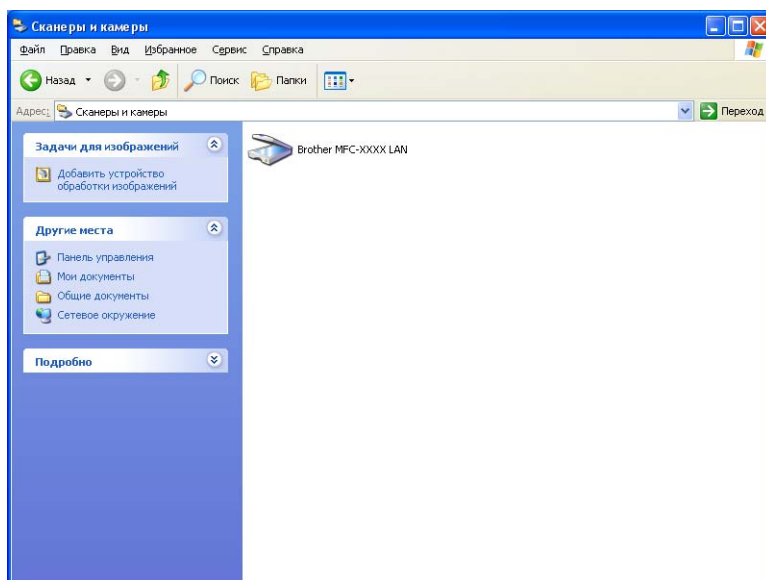 Сканеры и камеры
Файл Правка Вид Избранное Сервис Справка
Назад Поиск Папки
Адрес: Сканеры и камеры Переход
Задачи для изображений
Добавить устройство
обработки изображений
Другие места
Панель управления
Мои документы
Общие документы
Сетевое окружение
Подробно
Brother MFC-XXXX LAN